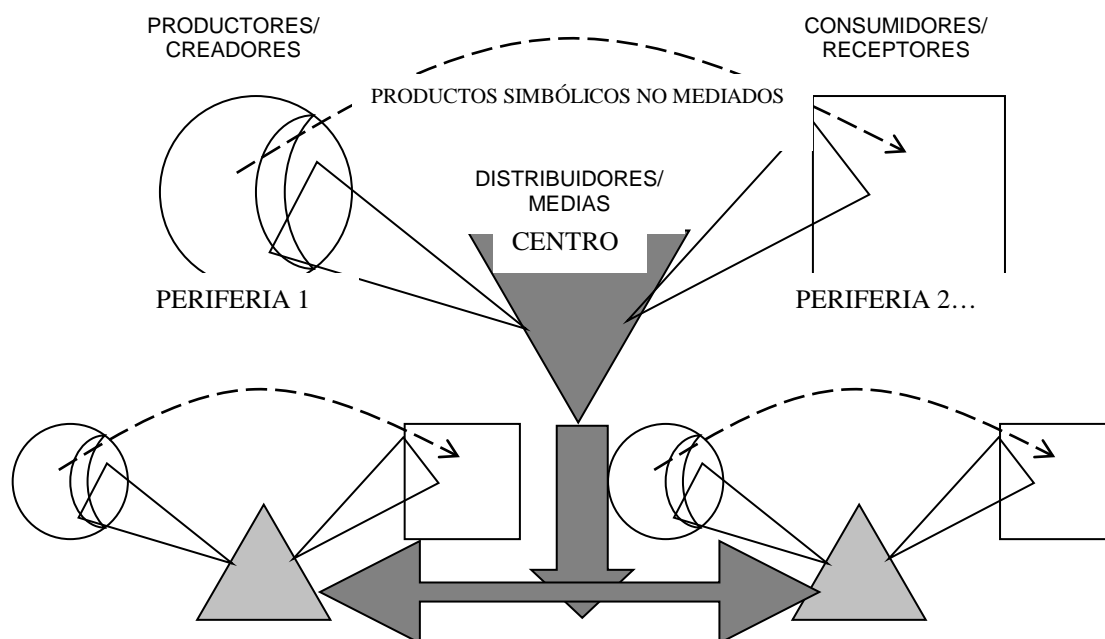 PRODUCTORES/
CREADORES
CONSUMIDORES/
RECEPTORES
PRODUCTOS SIMBÓLICOS NO MEDIADOS
DISTRIBUIDORES/
MEDIAS
CENTRO
PERIFERIA 1
PERIFERIA 2…